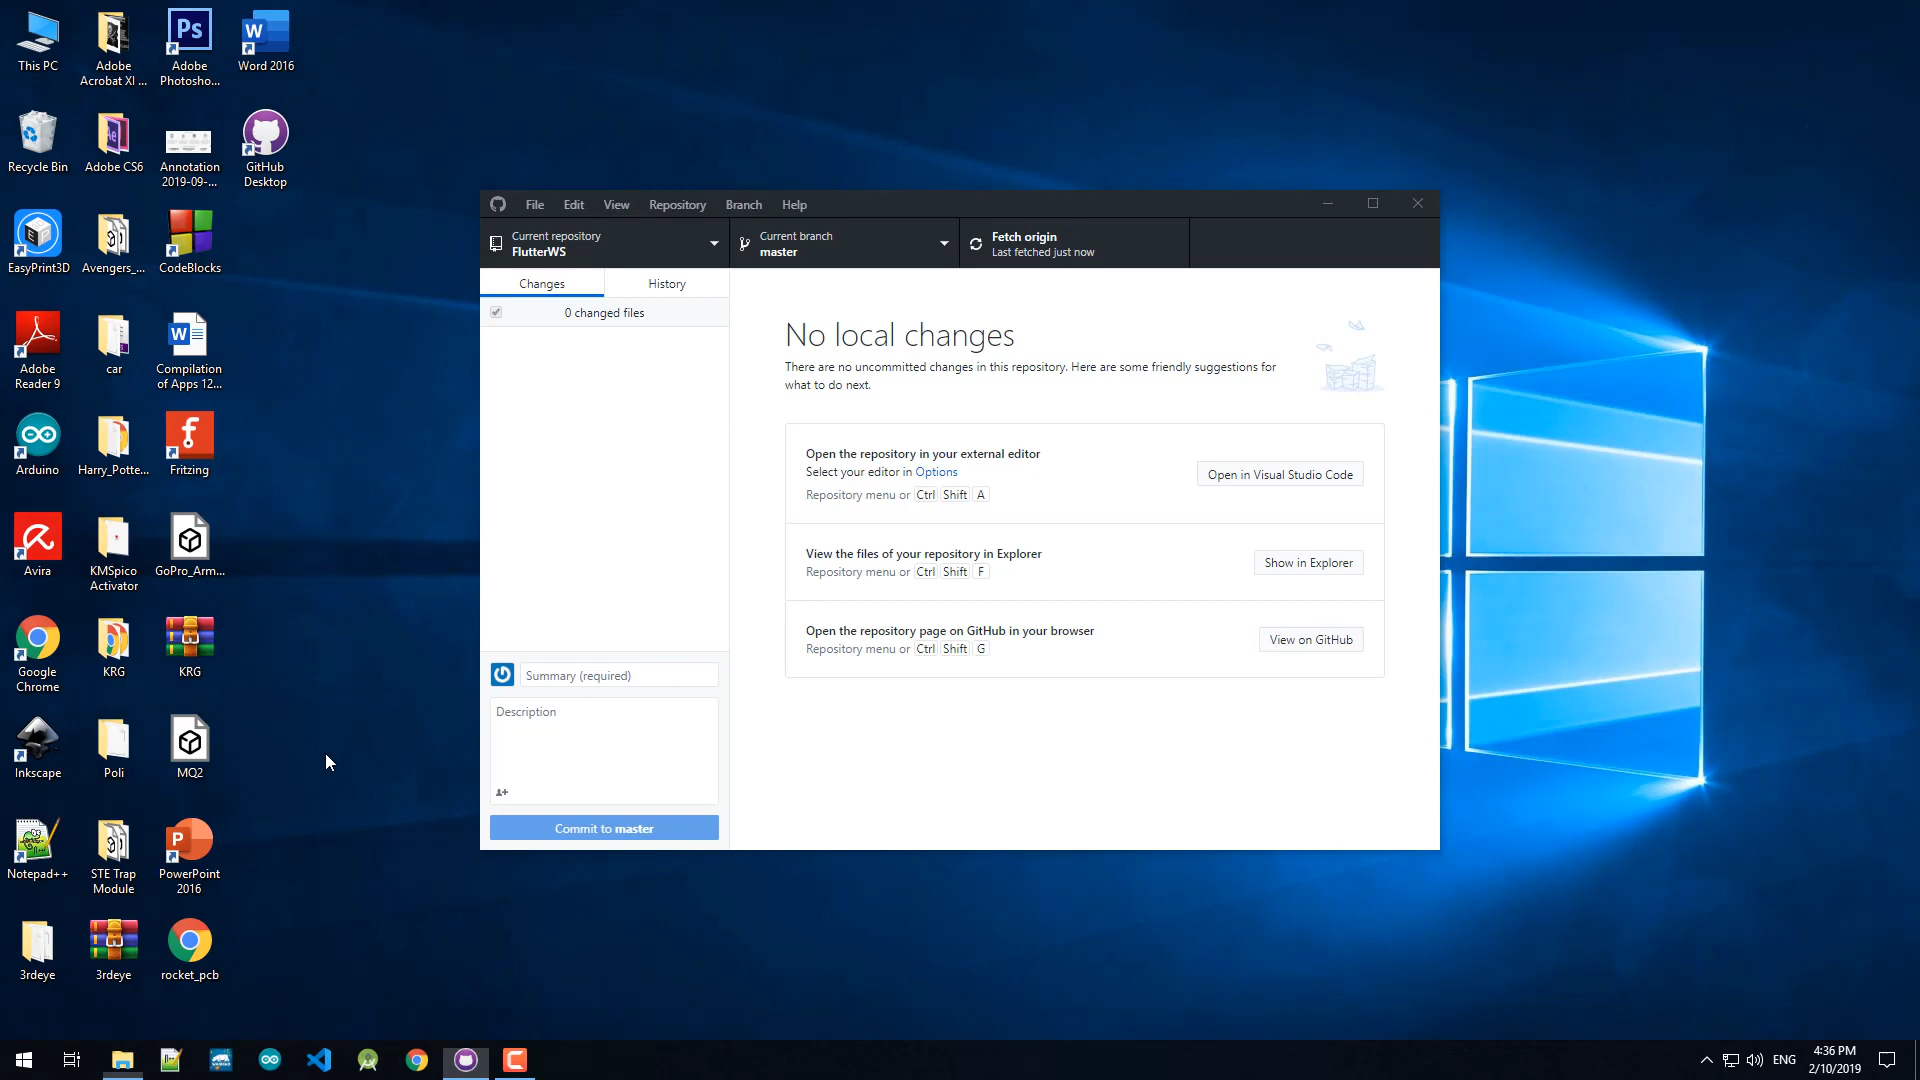 This PC
Adobe
Acrobat XI ...
Ps
Adobe
Photosho...
W
Word 2016
Recycle Bin
Ae
Adobe CS6
Annotation
2019-09-...
GitHub
Desktop
EasyPrint3D
Avengers_...
CodeBlocks
Adobe
Reader 9
car
W
Compilation
of Apps 12...
Arduino
Harry_Potte...
f
Fritzing
Avira
KMSpico
Activator
GoPro_Arm...
Google
Chrome
KRG
KRG
Inkscape
Poli
MQ2
Notepad++
STE Trap
Module
P
PowerPoint
2016
3rdeye
3rdeye
rocket_pcb
File Edit View Repository Branch Help
Current repository
FlutterWS
Current branch
master
Fetch origin
Last fetched just now
Changes
History
0 changed files
Summary (required)
Description
Commit to master
No local changes
There are no uncommitted changes in this repository. Here are some friendly suggestions for
what to do next.
Open the repository in your external editor
Select your editor in Options
Repository menu or Ctrl Shift A
Open in Visual Studio Code
View the files of your repository in Explorer
Repository menu or Ctrl Shift F
Show in Explorer
Open the repository page on GitHub in your browser
Repository menu or Ctrl Shift G
View on GitHub
ENG
4:36 PM
2/10/2019